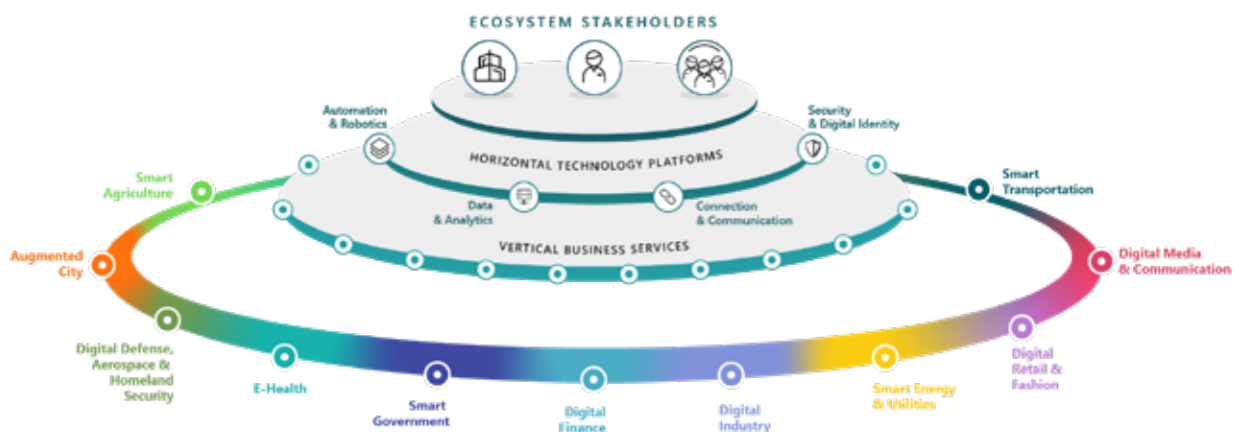 ECOSYSTEM STAKEHOLDERS
Automation
& Robotics
Security
& Digital Identity
HORIZONTAL TECHNOLOGY PLATFORMS
Data
& Analytics
Connection
& Communication
VERTICAL BUSINESS SERVICES
Smart
Agriculture
Smart
Transportation
Augmented
City
Digital Media
& Communication
Digital Defense,
Aerospace &
Homeland
Security
E-Health
Smart
Government
Digital
Finance
Digital
Industry
Smart Energy
& Utilities
Digital
Retail &
Fashion